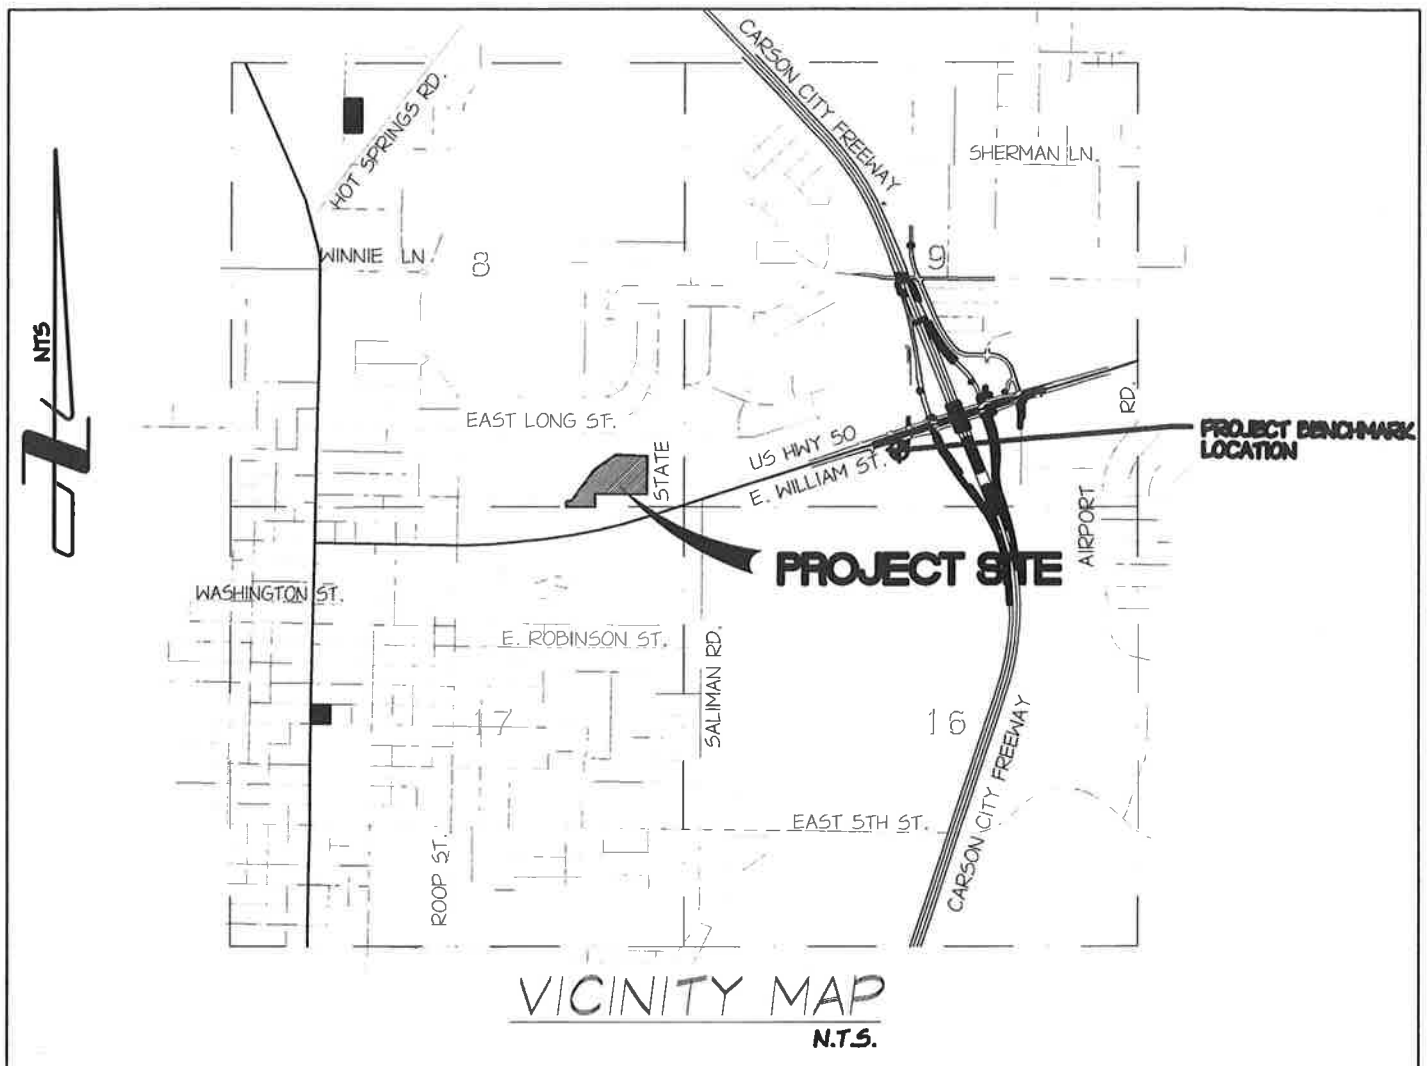 CARSON CITY FREEWAY
HOT SPRINGS RD.
SHERMAN LN.
WINNIE LN.
8
9
NTS
EAST LONG ST.
US HWY 50
E. WILLIAM ST.
RD.
PROJECT BENCHMARK
LOCATION
STATE
AIRPORT
PROJECT SITE
WASHINGTON ST.
E. ROBINSON ST.
SALIMAN RD.
17
16
CARSON CITY FREEWAY
EAST 5TH ST.
ROOP ST.
VICINITY MAP
N.T.S.